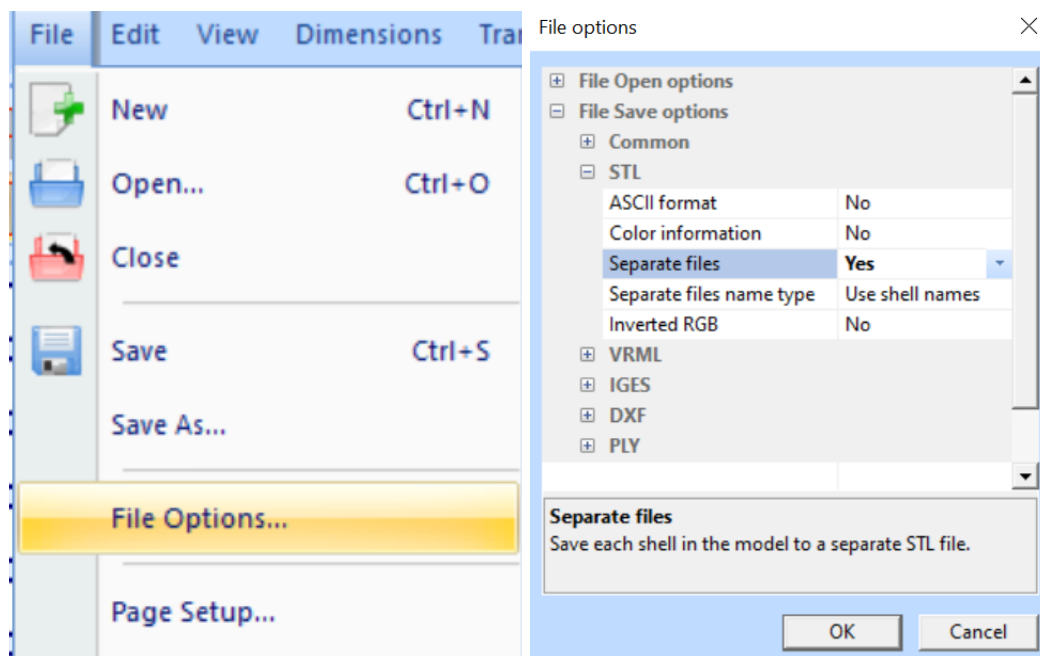 File Edit View Dimensions Tra
New Ctrl+N
Open... Ctrl+O
Close
Save Ctrl+S
Save As...
File Options...
Page Setup...
File options
File Open options
File Save options
Common
STL
ASCII format No
Color information No
Separate files Yes
Separate files name type Use shell names
Inverted RGB No
VRML
IGES
DXF
PLY
Separate files
Save each shell in the model to a separate STL file.
OK Cancel